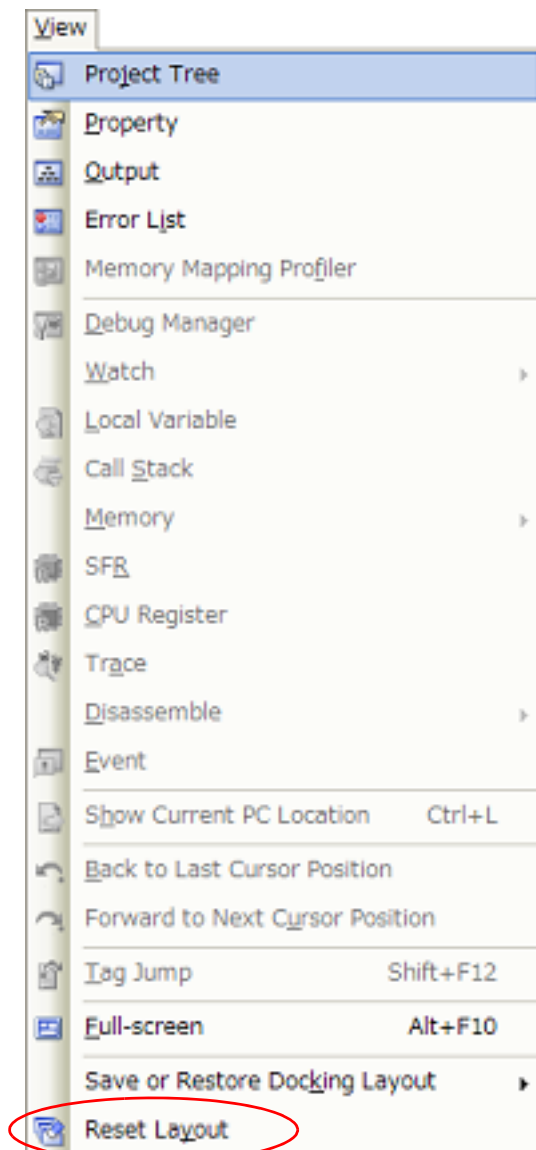 View
Project Tree
Property
Output
Error List
Memory Mapping Profiler
Debug Manager
Watch
Local Variable
Call Stack
Memory
SFR
CPU Register
Trace
Disassemble
Event
Show Current PC Location Ctrl+L
Back to Last Cursor Position
Forward to Next Cursor Position
Tag Jump Shift+F12
Full-screen Alt+F10
Save or Restore Docking Layout
Reset Layout